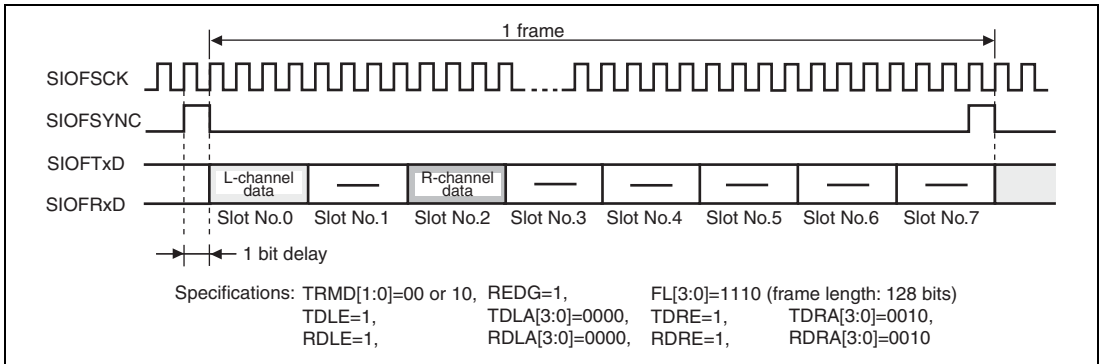 1 frame
SIOFSCK
SIOFSYNC
SIOFTxD
SIOFRxD
L-channel
data
R-channel
data
Slot No.0 Slot No.1 Slot No.2 Slot No.3 Slot No.4 Slot No.5 Slot No.6 Slot No.7
1 bit delay
Specifications: TRMD[1:0]=00 or 10, REDG=1, FL[3:0]=1110 (frame length: 128 bits)
TDLE=1, TDLA[3:0]=0000, TDRE=1, TDRA[3:0]=0010,
RDLE=1, RDLA[3:0]=0000, RDRE=1, RDRA[3:0]=0010